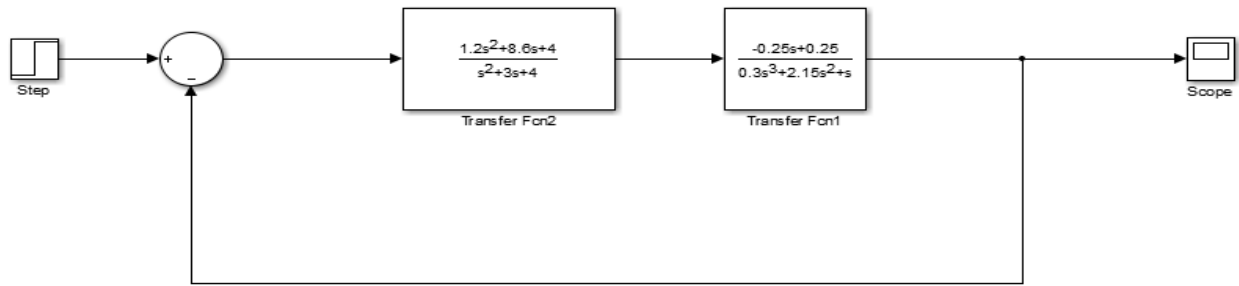 +
−
Step
1.2s²+8.6s+4
s²+3s+4
Transfer Fcn2
-0.25s+0.25
0.3s³+2.15s²+s
Transfer Fcn1
Scope